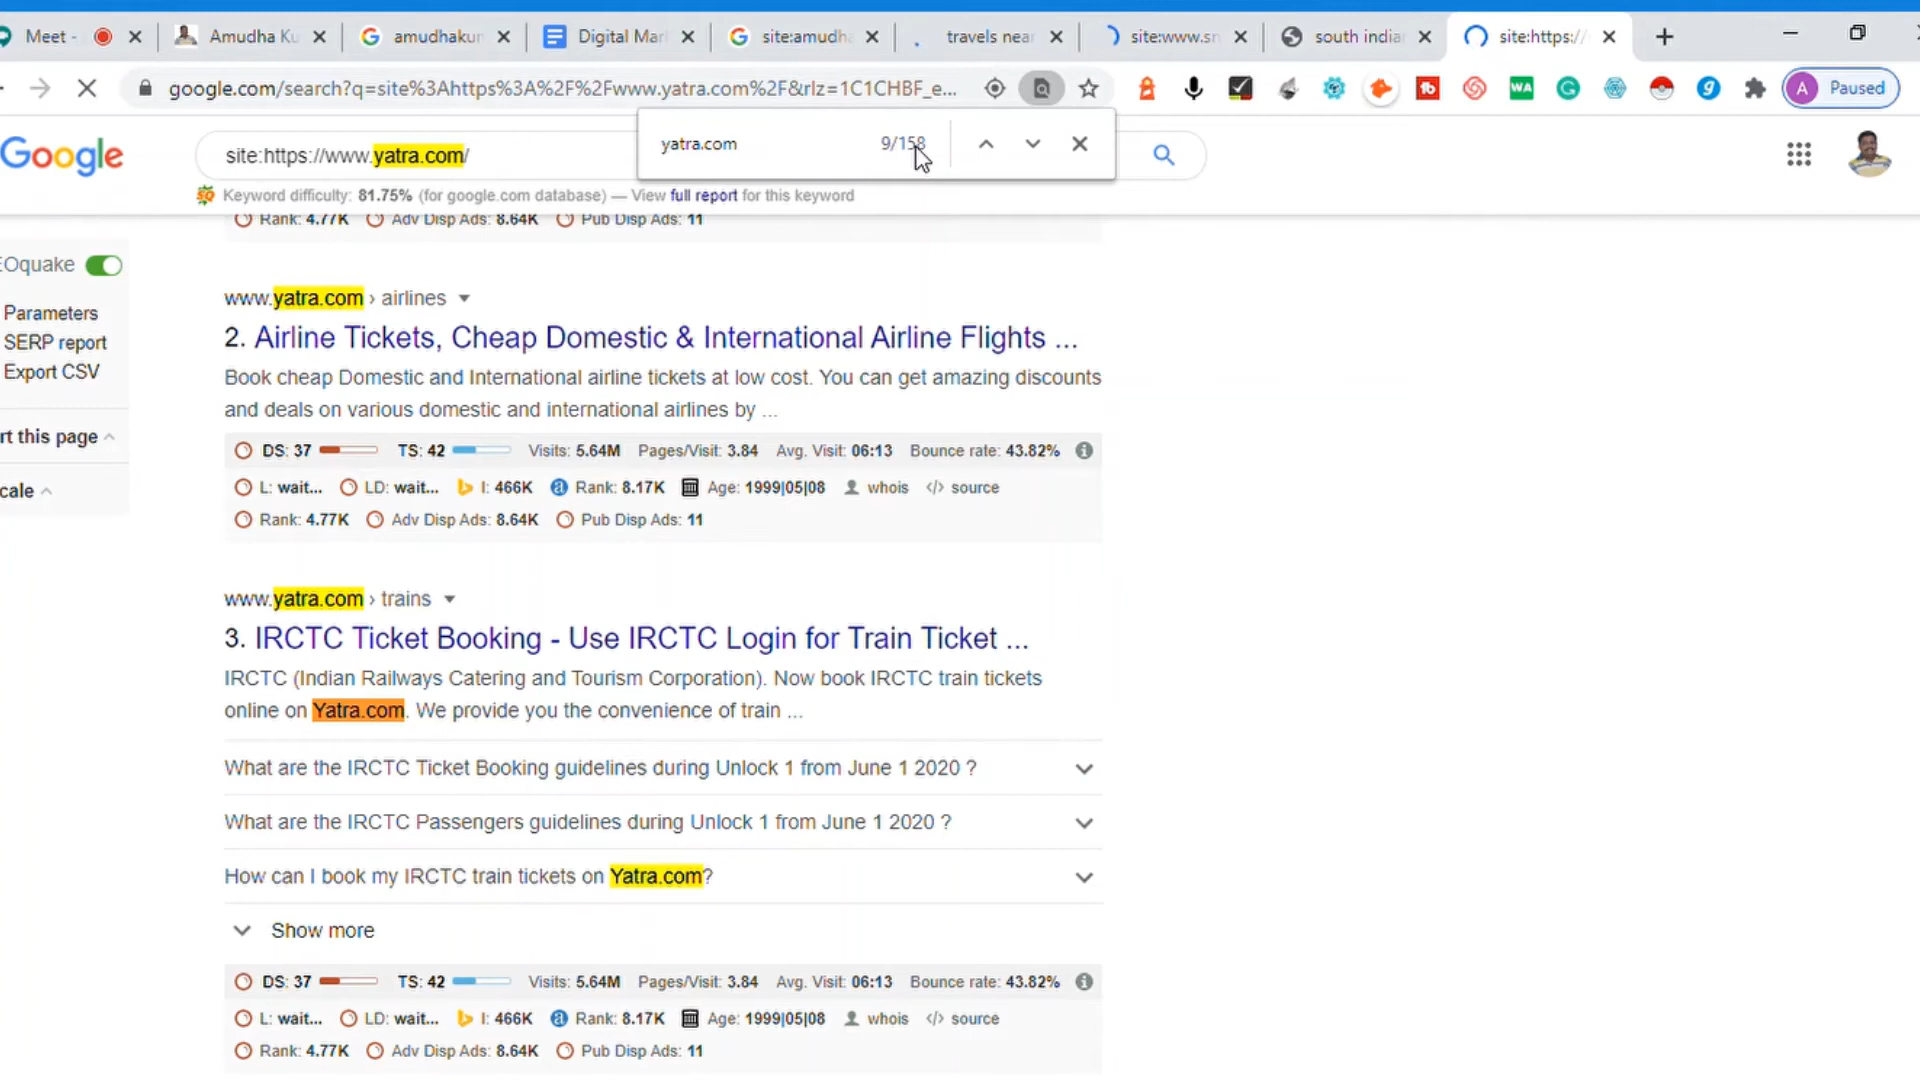 Meet -
Amudha Ku
amudhakun
Digital Mar
site:amudha
travels near
site:www.sn
south india
site:https://
google.com/search?q=site%3Ahttps%3A%2F%2Fwww.yatra.com%2F&rlz=1C1CHBF_e...
A Paused
yatra.com 9/158
Google
site:https://www.yatra.com/
Keyword difficulty: 81.75% (for google.com database) — View full report for this keyword
Rank: 4.77K Adv Disp Ads: 8.64K Pub Disp Ads: 11
EOquake
Parameters
SERP report
Export CSV
rt this page
cale
www.yatra.com › airlines
2. Airline Tickets, Cheap Domestic & International Airline Flights ...
Book cheap Domestic and International airline tickets at low cost. You can get amazing discounts
and deals on various domestic and international airlines by ...
DS: 37 TS: 42 Visits: 5.64M Pages/Visit: 3.84 Avg. Visit: 06:13 Bounce rate: 43.82%
L: wait... LD: wait... I: 466K Rank: 8.17K Age: 1999|05|08 whois </> source
Rank: 4.77K Adv Disp Ads: 8.64K Pub Disp Ads: 11
www.yatra.com › trains
3. IRCTC Ticket Booking - Use IRCTC Login for Train Ticket ...
IRCTC (Indian Railways Catering and Tourism Corporation). Now book IRCTC train tickets
online on Yatra.com. We provide you the convenience of train ...
What are the IRCTC Ticket Booking guidelines during Unlock 1 from June 1 2020 ?
What are the IRCTC Passengers guidelines during Unlock 1 from June 1 2020 ?
How can I book my IRCTC train tickets on Yatra.com?
Show more
DS: 37 TS: 42 Visits: 5.64M Pages/Visit: 3.84 Avg. Visit: 06:13 Bounce rate: 43.82%
L: wait... LD: wait... I: 466K Rank: 8.17K Age: 1999|05|08 whois </> source
Rank: 4.77K Adv Disp Ads: 8.64K Pub Disp Ads: 11